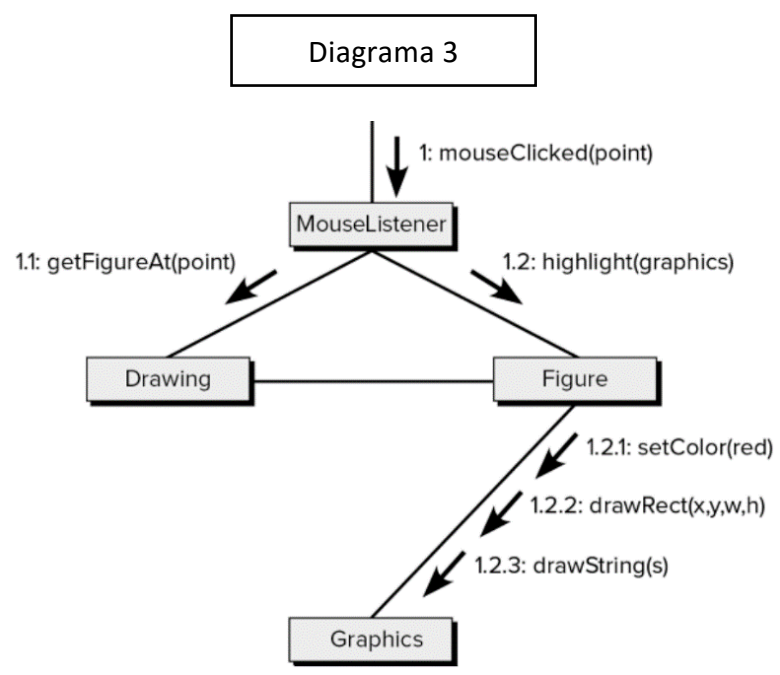 Diagrama 3
1: mouseClicked(point)
MouseListener
1.1: getFigureAt(point)
1.2: highlight(graphics)
Drawing
Figure
1.2.1: setColor(red)
1.2.2: drawRect(x,y,w,h)
1.2.3: drawString(s)
Graphics